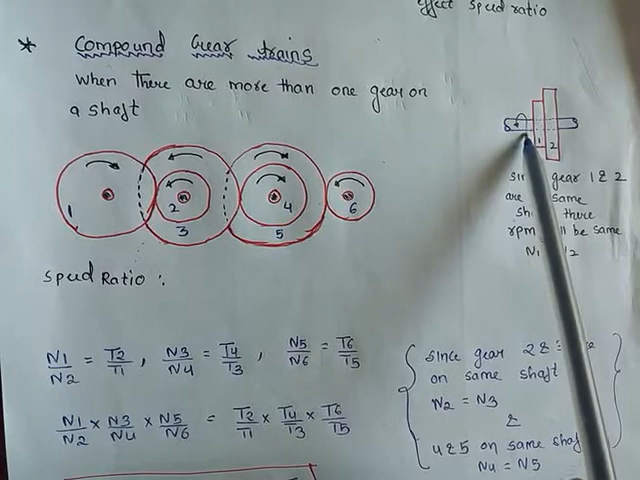 effect speed ratio
* Compound Gear trains
when there are more than one gear on
a shaft
1
2
3
4
5
6
1
2
gear 1 & 2
are same
there
rpm be same
Speed Ratio :
N1/N2 = T2/T1 , N3/N4 = T4/T3 , N5/N6 = T6/T5
N1/N2 × N3/N4 × N5/N6 = T2/T1 × T4/T3 × T6/T5
since gear 2 &
on same shaft
N2 = N3
&
4 & 5 on same
N4 = N5